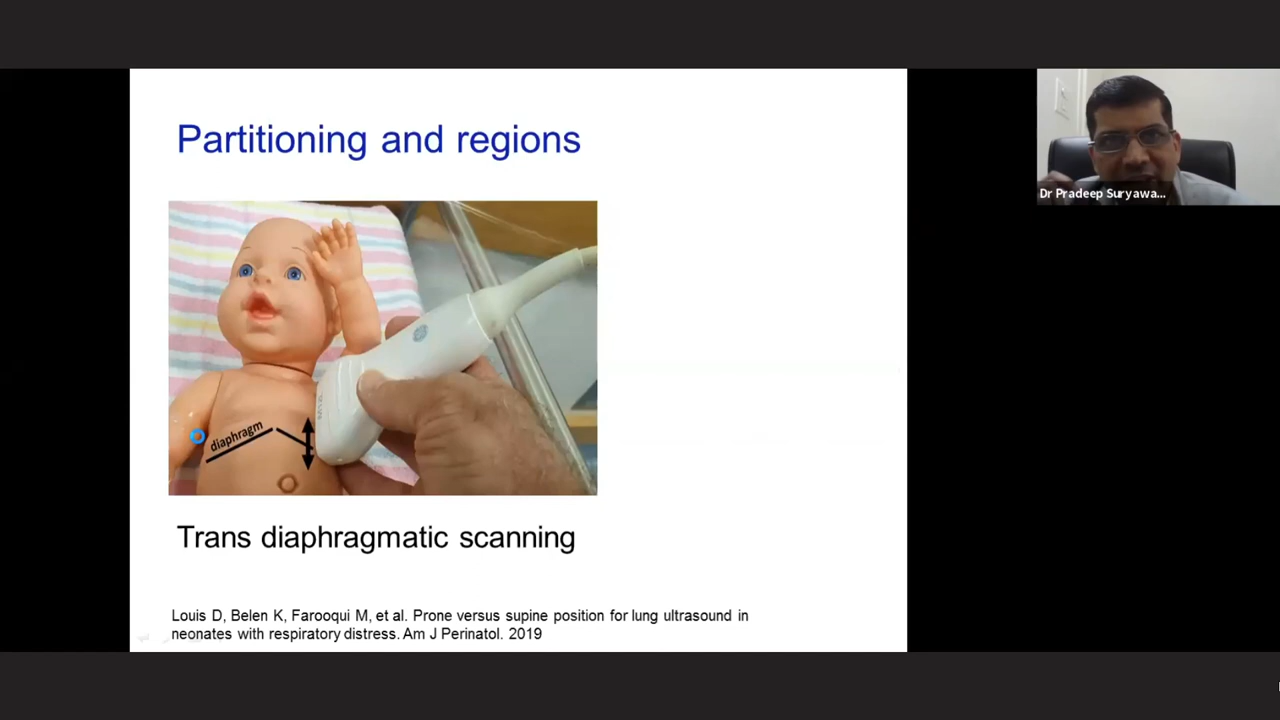 Partitioning and regions
Dr Pradeep Suryawa...
diaphragm
Trans diaphragmatic scanning
Louis D, Belen K, Farooqui M, et al. Prone versus supine position for lung ultrasound in
neonates with respiratory distress. Am J Perinatol. 2019